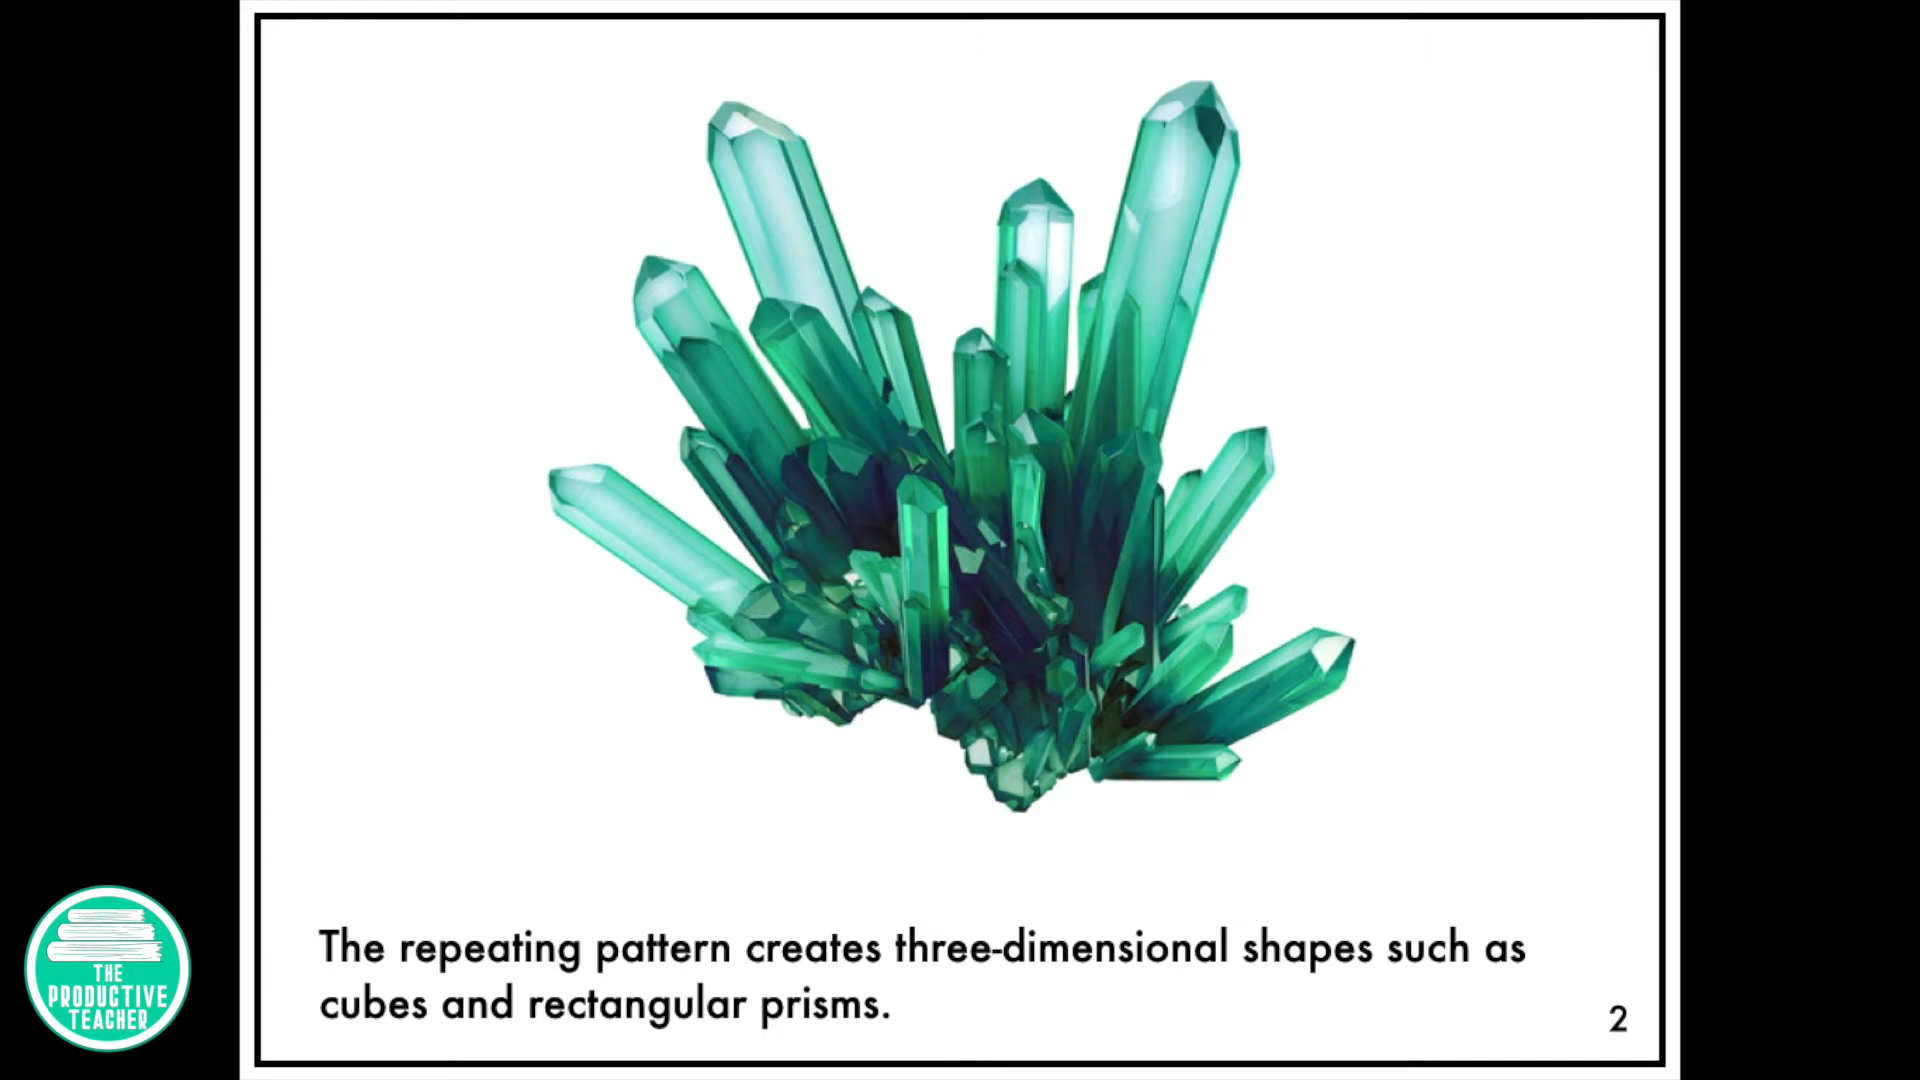 The repeating pattern creates three-dimensional shapes such as
cubes and rectangular prisms.
2
THE
PRODUCTIVE
TEACHER